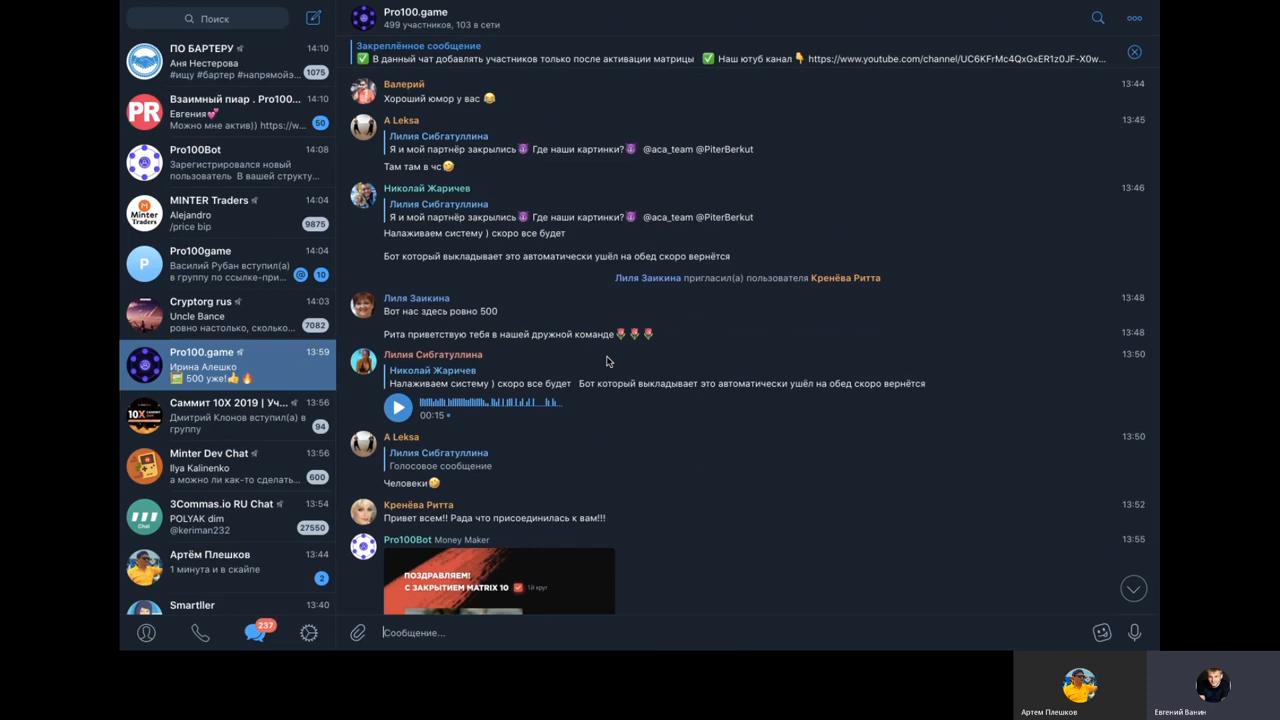 Поиск
ПО БАРТЕРУ
14:10
Аня Нестерова
#ищу #бартер #напрямойэ...
1075
Взаимный пиар . Pro100...
14:10
Евгения💕
Можно мне актив)) https://w...
50
Pro100Bot
14:08
Зарегистрировался новый
пользователь В вашей структу...
MINTER Traders
14:04
Alejandro
/price bip
9875
Minter
Traders
Pro100game
14:04
Василий Рубан вступил(а)
в группу по ссылке-при...
@ 10
P
Cryptorg rus
14:03
Uncle Bance
ровно настолько, сколько...
7082
Pro100.game
13:59
Ирина Алешко
🖼 500 уже!👍🔥
Саммит 10X 2019 | Уч...
13:56
Дмитрий Клонов вступил(а) в
группу
94
Minter Dev Chat
13:56
Ilya Kalinenko
а можно ли как-то сделать...
600
3Commas.io RU Chat
13:54
POLYAK dim
@keriman232
27550
Артём Плешков
13:44
1 минута и в скайпе
2
Smartller
13:40
237
Pro100.game
499 участников, 103 в сети
Закреплённое сообщение
✅ В данный чат добавлять участников только после активации матрицы ✅ Наш ютуб канал 👇 https://www.youtube.com/channel/UC6KFrMc4QxGxER1z0JF-X0w...
Валерий
13:44
Хороший юмор у вас 😂
A Leksa
13:45
Лилия Сибгатуллина
Я и мой партнёр закрылись😈 Где наши картинки?😈 @aca_team @PiterBerkut
Там там в чс🤣
Николай Жаричев
13:46
Лилия Сибгатуллина
Я и мой партнёр закрылись😈 Где наши картинки?😈 @aca_team @PiterBerkut
Налаживаем систему ) скоро все будет
Бот который выкладывает это автоматически ушёл на обед скоро вернётся
Лиля Заикина пригласил(а) пользователя Кренёва Ритта
Лиля Заикина
13:48
Вот нас здесь ровно 500
Рита приветствую тебя в нашей дружной команде🌷🌷🌷
13:48
Лилия Сибгатуллина
13:50
Николай Жаричев
Налаживаем систему ) скоро все будет Бот который выкладывает это автоматически ушёл на обед скоро вернётся
00:15
A Leksa
13:50
Лилия Сибгатуллина
Голосовое сообщение
Человеки🤣
Кренёва Ритта
13:52
Привет всем!! Рада что присоединилась к вам!!!
Pro100Bot Money Maker
13:55
ПОЗДРАВЛЯЕМ!
С ЗАКРЫТИЕМ MATRIX 10 1й круг
Сообщение...
Артем Плешков
Евгений Ванин